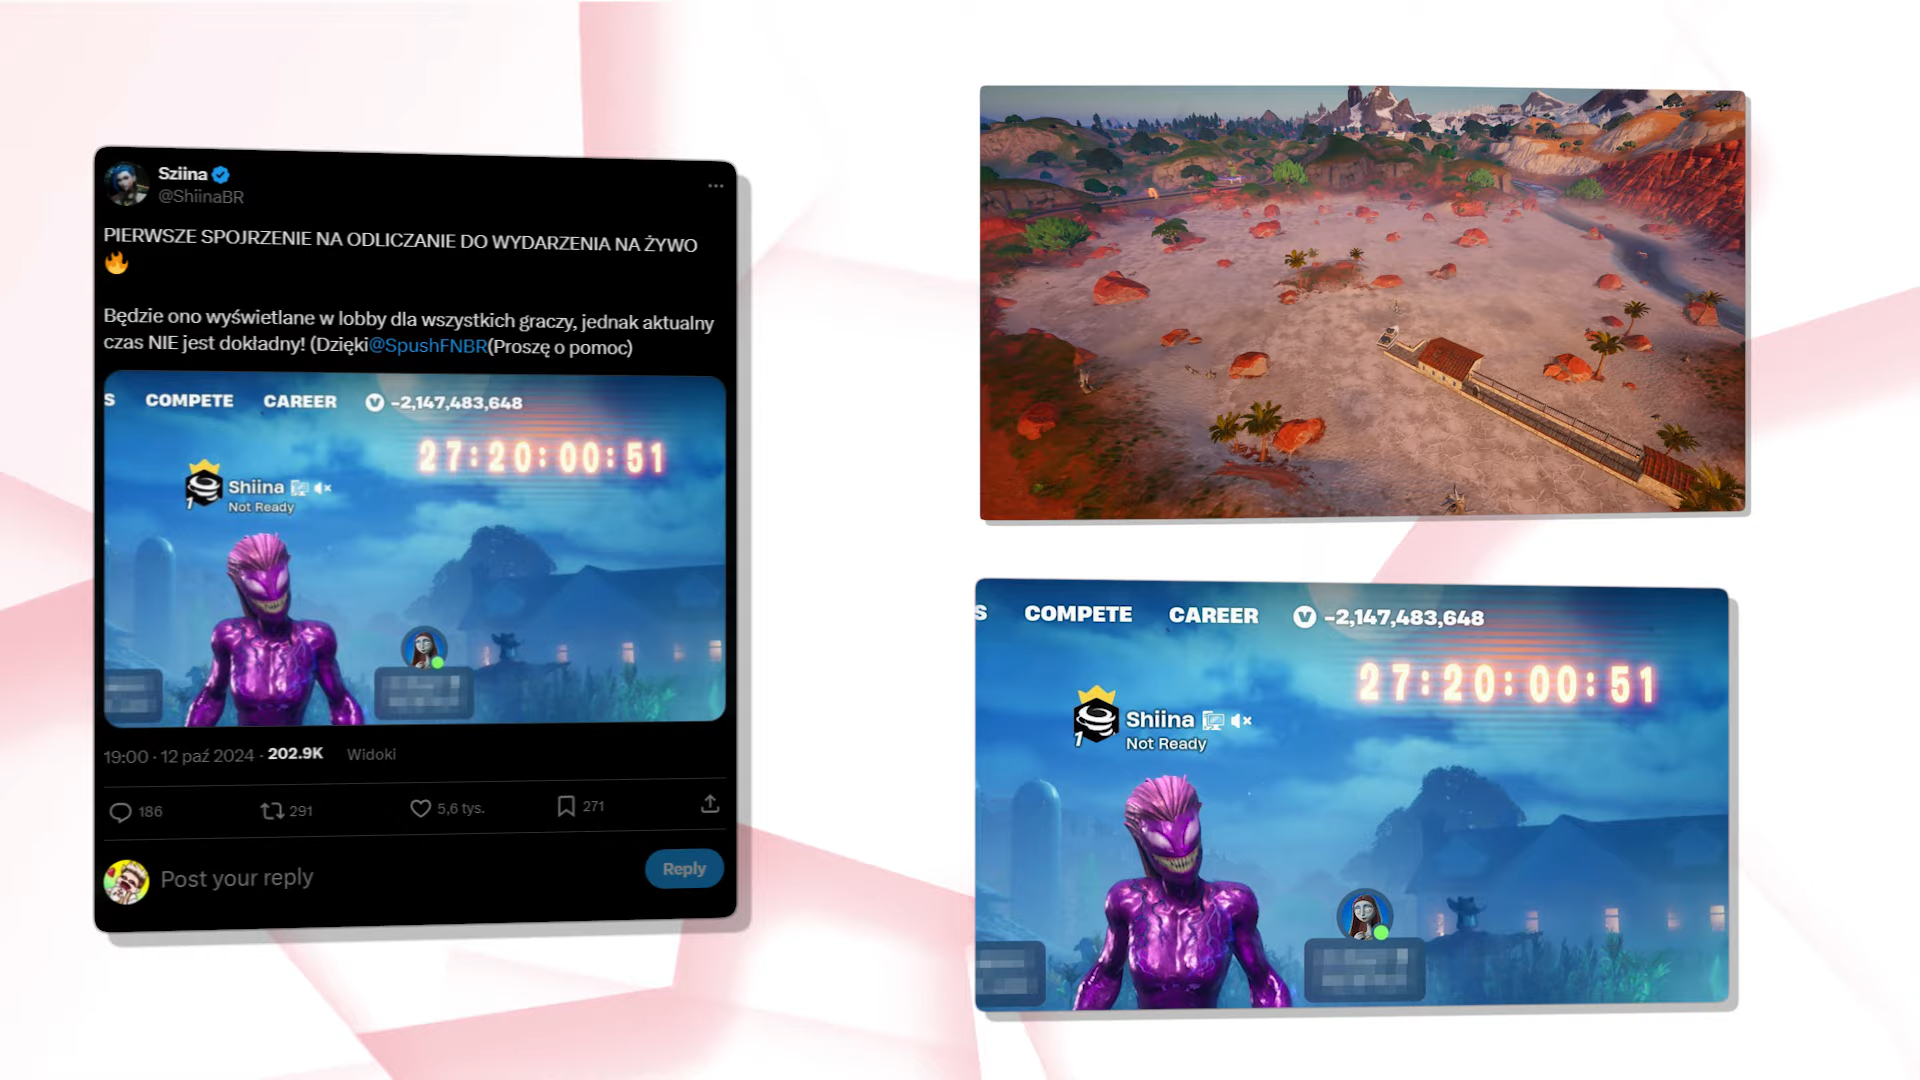 Sziina
@ShiinaBR
PIERWSZE SPOJRZENIE NA ODLICZANIE DO WYDARZENIA NA ŻYWO
🔥
Będzie ono wyświetlane w lobby dla wszystkich graczy, jednak aktualny
czas NIE jest dokładny! (Dzięki@SpushFNBR(Proszę o pomoc)
S COMPETE CAREER V -2,147,483,648
27:20:00:51
Shiina
1
Not Ready
19:00 · 12 paź 2024 · 202.9K Widoki
186 291 5,6 tys. 271
Post your reply Reply
S COMPETE CAREER V -2,147,483,648
27:20:00:51
Shiina
1
Not Ready